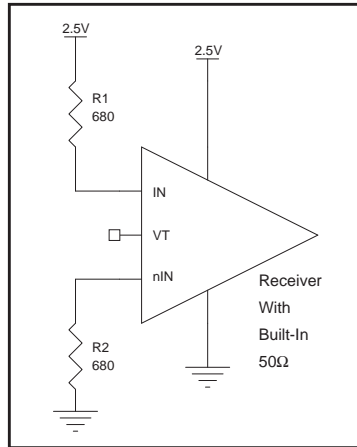 2.5V
2.5V
R1
680
IN
VT
nIN
Receiver
With
Built-In
50Ω
R2
680